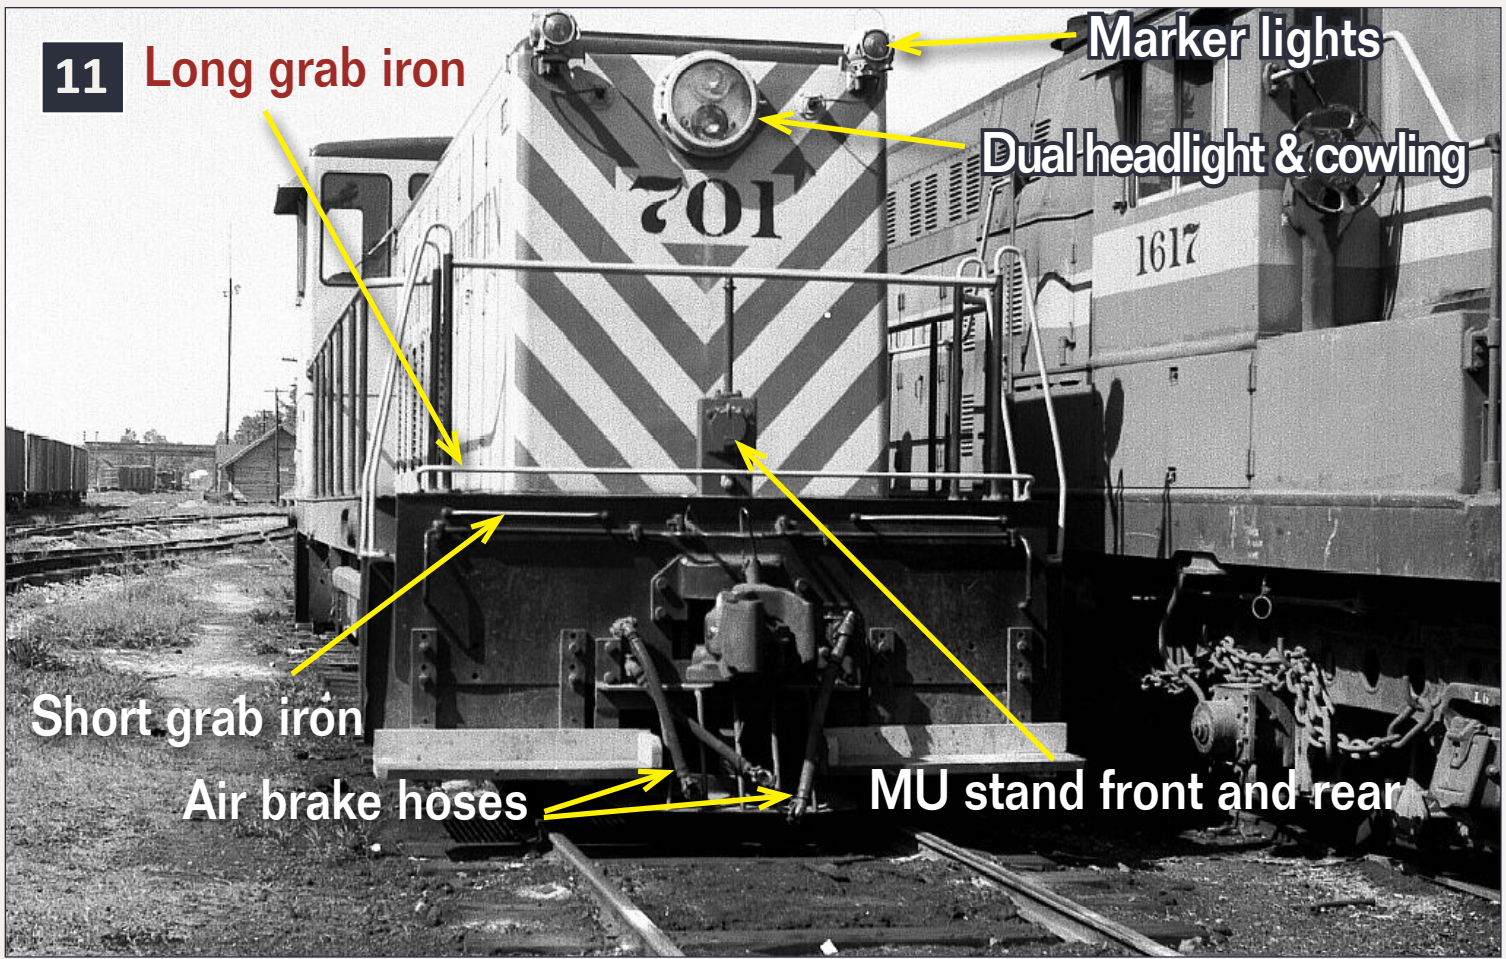 11 Long grab iron
Marker lights
Dual headlight & cowling
701
1617
Short grab iron
Air brake hoses
MU stand front and rear